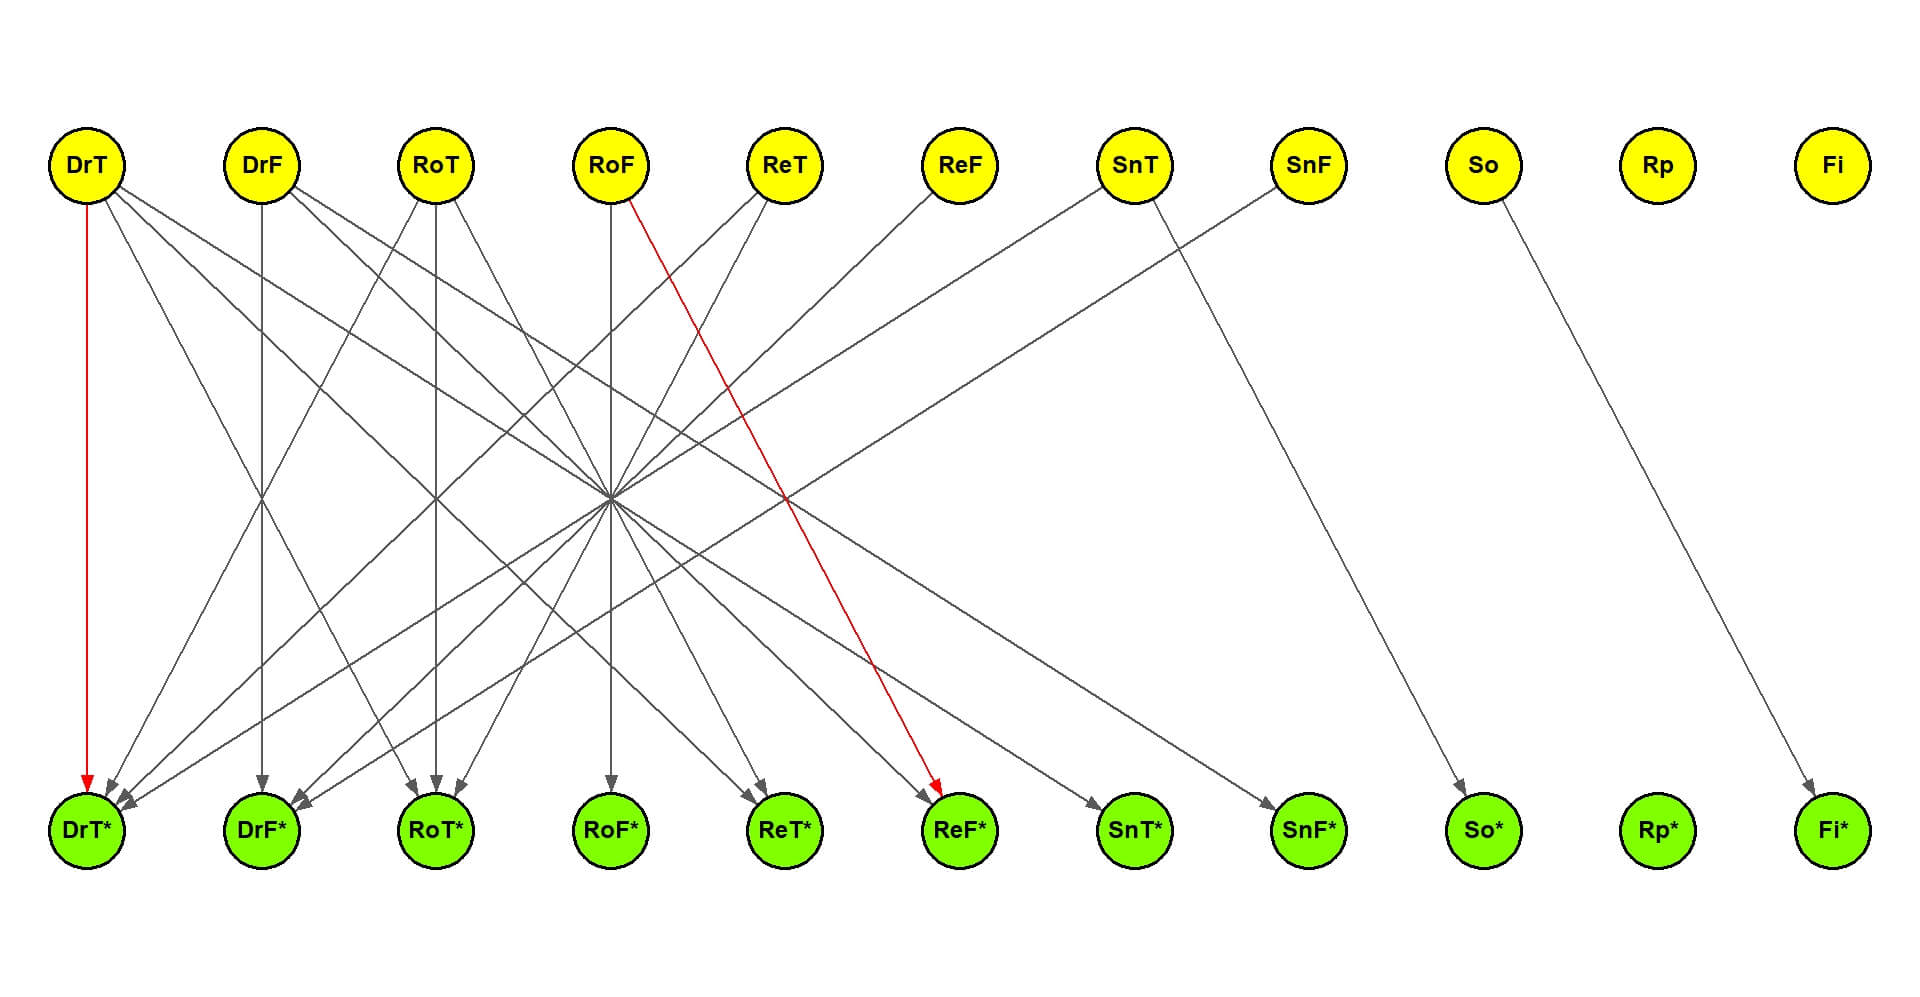 DrT DrF RoT RoF ReT ReF SnT SnF So Rp Fi
DrT* DrF* RoT* RoF* ReT* ReF* SnT* SnF* So* Rp* Fi*